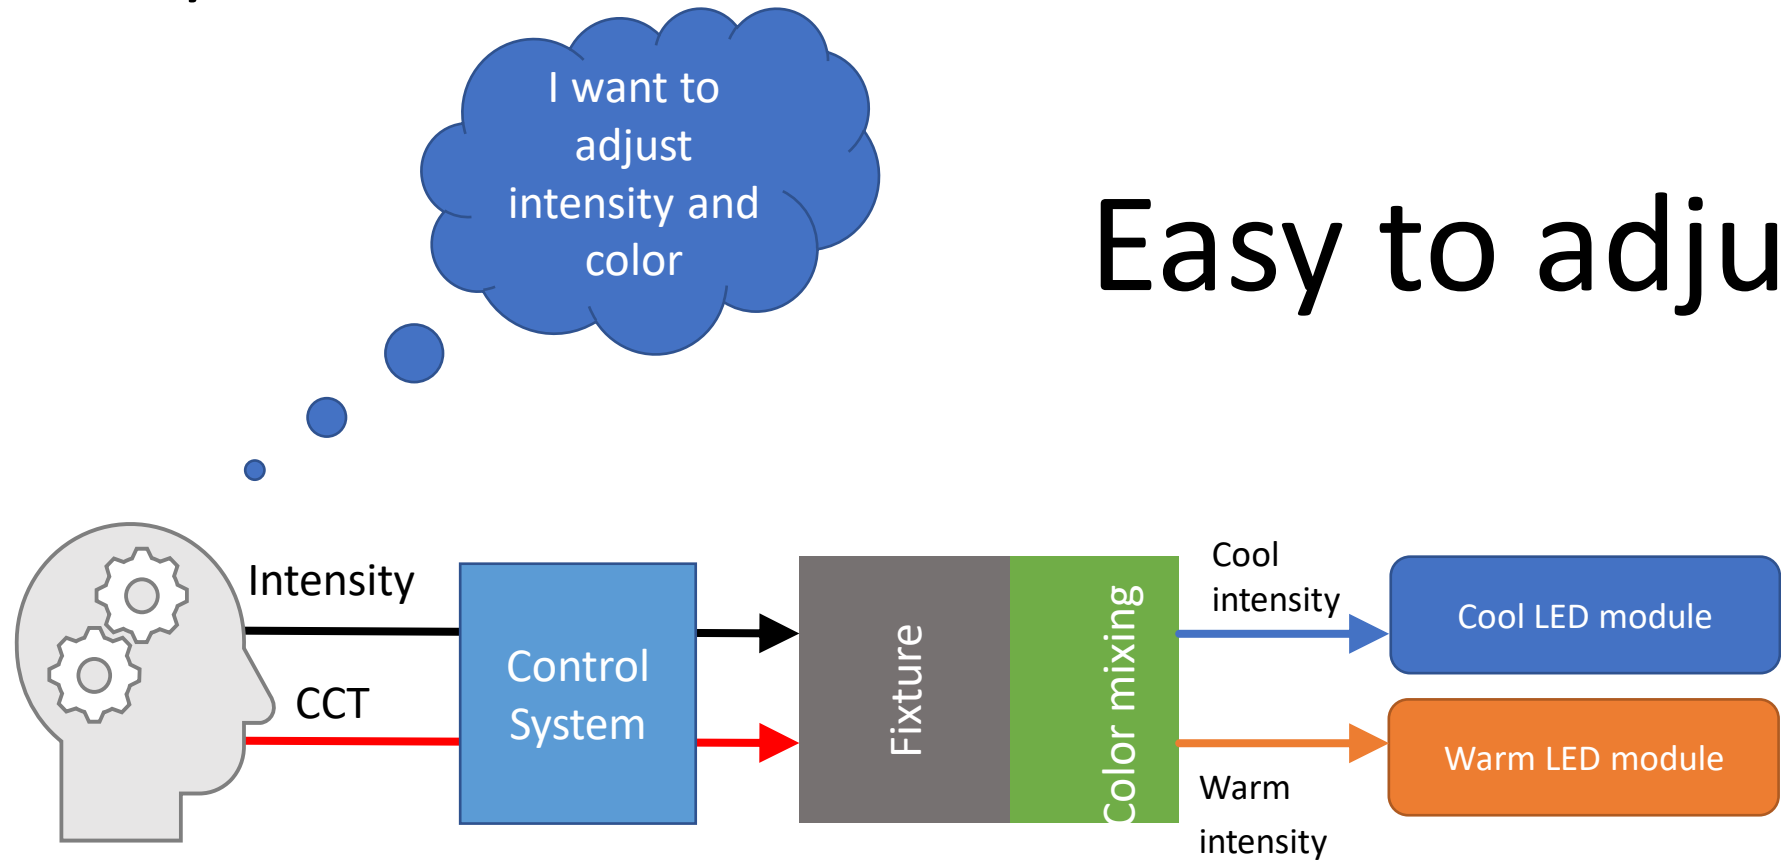 I want to
adjust
intensity and
color
Easy to adju
Intensity
CCT
Control
System
Fixture
Color mixing
Cool
intensity
Warm
intensity
Cool LED module
Warm LED module